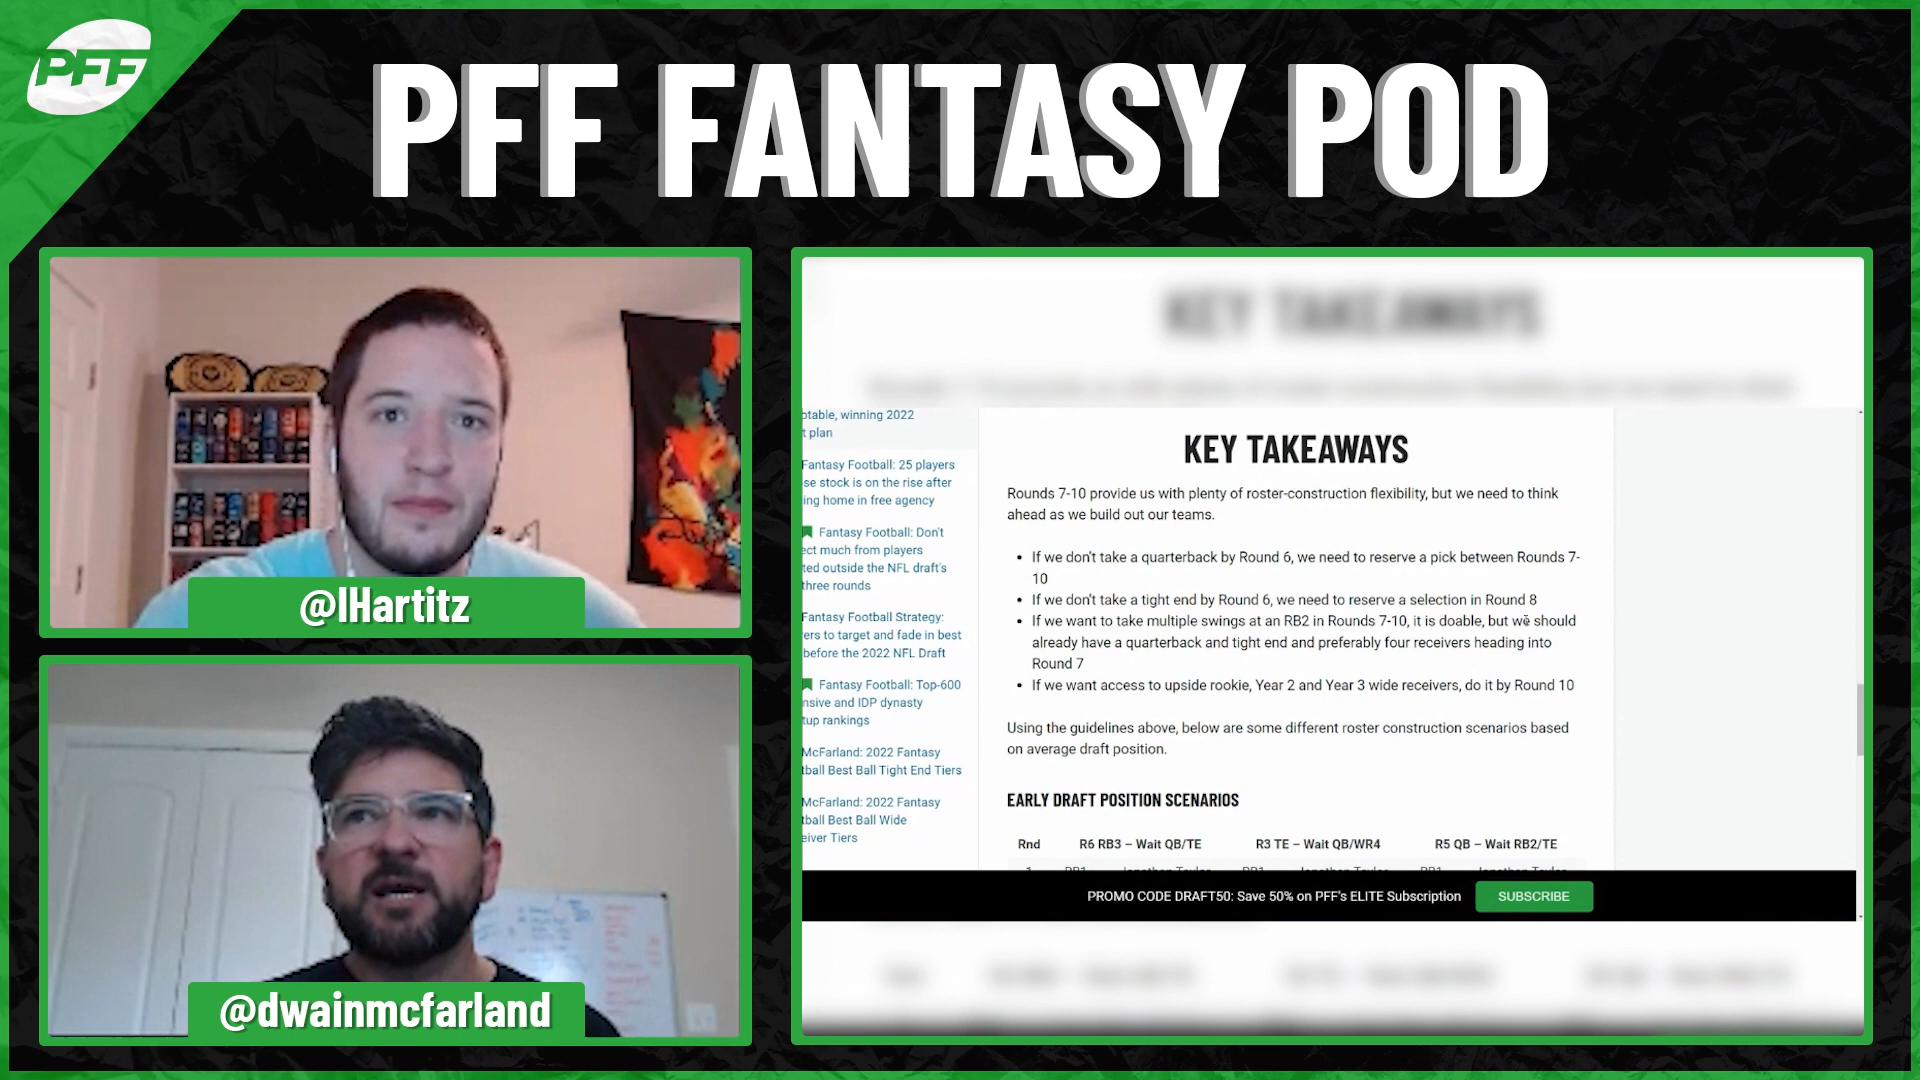 PFF
PFF FANTASY POD
@IHartitz
@dwainmcfarland
KEY TAKEAWAYS
otable, winning 2022
t plan
Fantasy Football: 25 players
se stock is on the rise after
ing home in free agency
Fantasy Football: Don't
ect much from players
ted outside the NFL draft's
three rounds
Fantasy Football Strategy:
ers to target and fade in best
before the 2022 NFL Draft
Fantasy Football: Top-600
nsive and IDP dynasty
tup rankings
McFarland: 2022 Fantasy
tball Best Ball Tight End Tiers
McFarland: 2022 Fantasy
tball Best Ball Wide
eiver Tiers
KEY TAKEAWAYS
Rounds 7-10 provide us with plenty of roster-construction flexibility, but we need to think
ahead as we build out our teams.
• If we don't take a quarterback by Round 6, we need to reserve a pick between Rounds 7-
10
• If we don't take a tight end by Round 6, we need to reserve a selection in Round 8
• If we want to take multiple swings at an RB2 in Rounds 7-10, it is doable, but we should
already have a quarterback and tight end and preferably four receivers heading into
Round 7
• If we want access to upside rookie, Year 2 and Year 3 wide receivers, do it by Round 10
Using the guidelines above, below are some different roster construction scenarios based
on average draft position.
EARLY DRAFT POSITION SCENARIOS
Rnd R6 RB3 – Wait QB/TE R3 TE – Wait QB/WR4 R5 QB – Wait RB2/TE
PROMO CODE DRAFT50: Save 50% on PFF's ELITE Subscription SUBSCRIBE